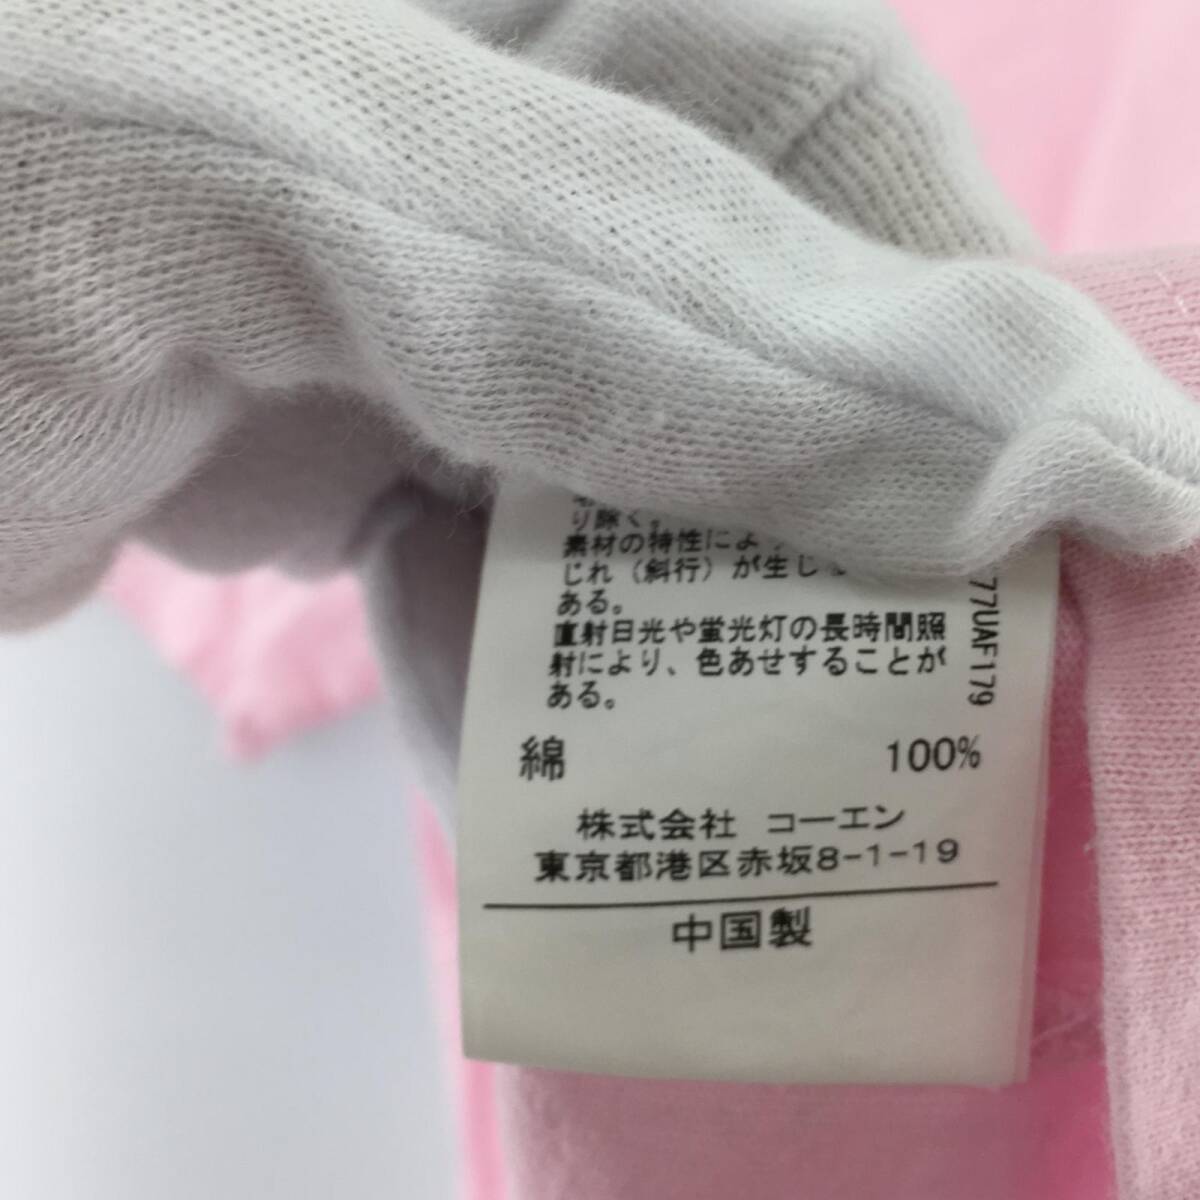 り除く。
素材の特性によ
じれ（斜行）が生じ
ある。
直射日光や蛍光灯の長時間照
射により、色あせすることが
ある。
77UAF179
綿 100%
株式会社 コーエン
東京都港区赤坂8-1-19
中国製